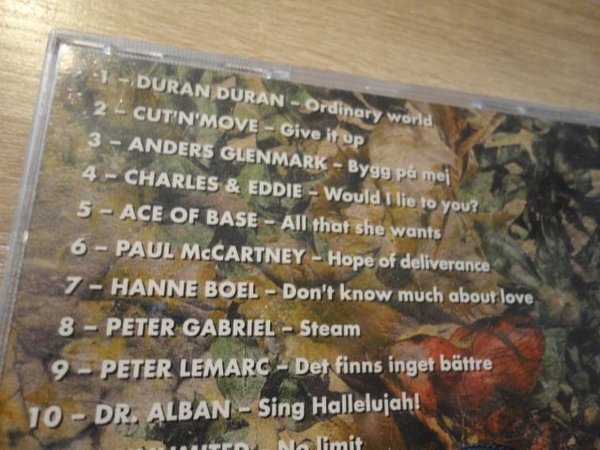 1 – DURAN DURAN – Ordinary world
2 – CUT'N'MOVE – Give it up
3 – ANDERS GLENMARK – Bygg på mej
4 – CHARLES & EDDIE – Would I lie to you?
5 – ACE OF BASE – All that she wants
6 – PAUL McCARTNEY – Hope of deliverance
7 – HANNE BOEL – Don't know much about love
8 – PETER GABRIEL – Steam
9 – PETER LEMARC – Det finns inget bättre
10 – DR. ALBAN – Sing Hallelujah!
UNLIMITED – No limit